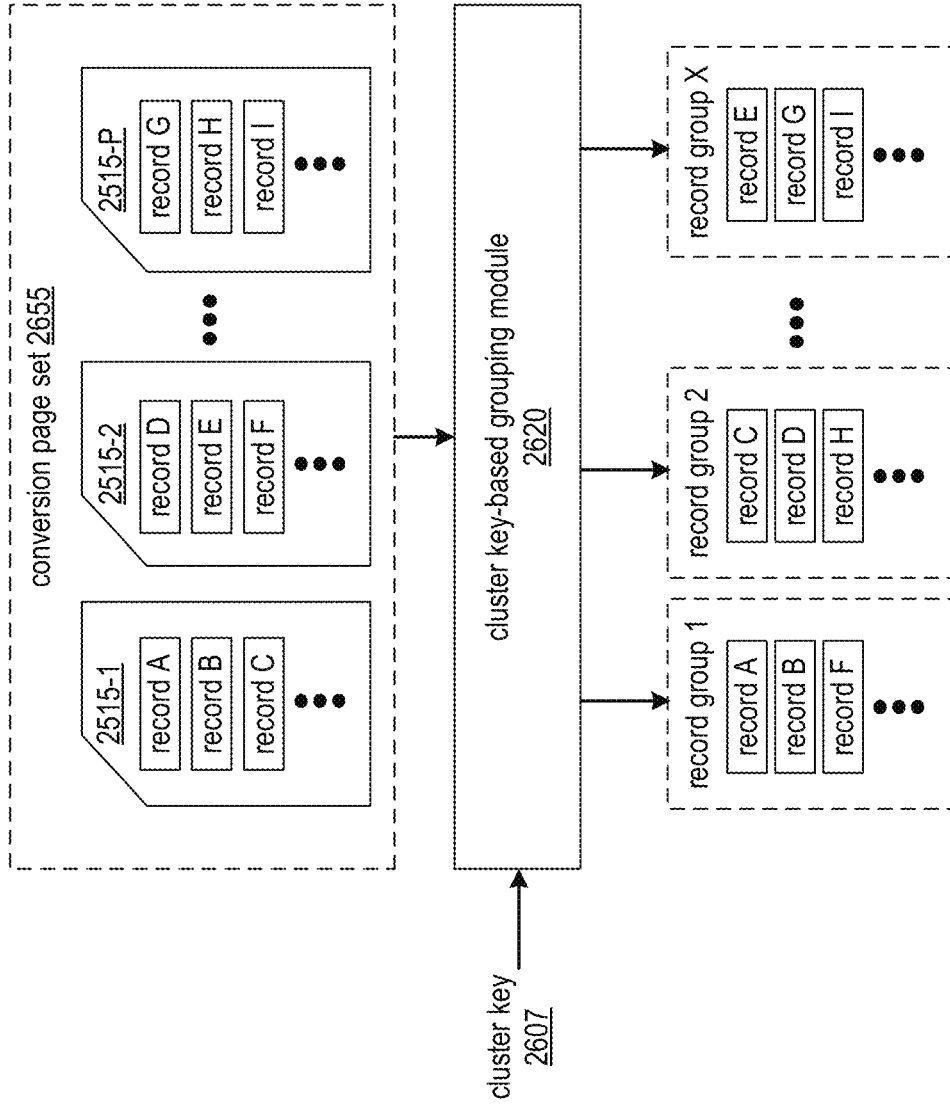 conversion page set 2655
2515-1
record A
record B
record C
2515-2
record D
record E
record F
2515-P
record G
record H
record I
cluster key
2607
cluster key-based grouping module
2620
record group 1
record A
record B
record F
record group 2
record C
record D
record H
record group X
record E
record G
record I